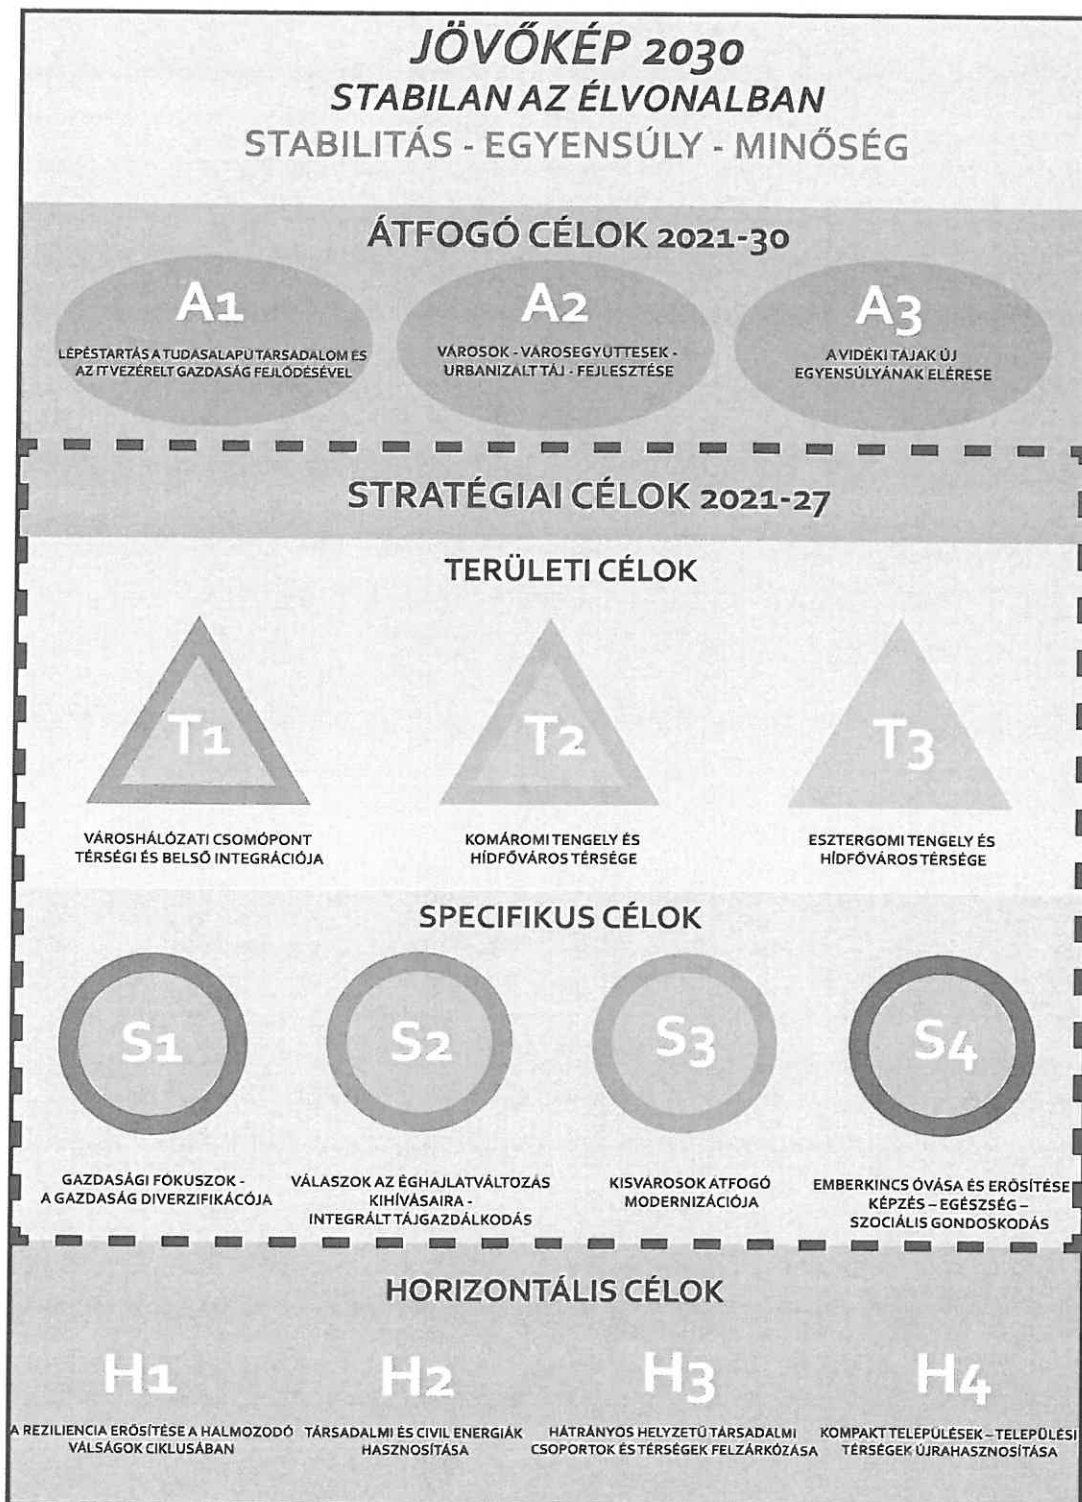 JÖVŐKÉP 2030
STABILAN AZ ÉLVONALBAN
STABILITÁS - EGYENSÚLY - MINŐSÉG
ÁTFOGÓ CÉLOK 2021-30
A1
LÉPÉSTARTÁS A TUDÁSALAPÚ TÁRSADALOM ÉS
AZ IT VEZÉRELT GAZDASÁG FEJLŐDÉSÉVEL
A2
VÁROSOK - VÁROSEGYÜTTESEK -
URBANIZÁLT TÁJ - FEJLESZTÉSE
A3
A VIDÉKI TÁJAK ÚJ
EGYENSÚLYÁNAK ELÉRÉSE
STRATÉGIAI CÉLOK 2021-27
TERÜLETI CÉLOK
T1
VÁROSHÁLÓZATI CSOMÓPONT
TÉRSÉGI ÉS BELSŐ INTEGRÁCIÓJA
T2
KOMÁROMI TENGELY ÉS
HÍDFŐVÁROS TÉRSÉGE
T3
ESZTERGOMI TENGELY ÉS
HÍDFŐVÁROS TÉRSÉGE
SPECIFIKUS CÉLOK
S1
GAZDASÁGI FÓKUSZOK -
A GAZDASÁG DIVERZIFIKÁCÓJA
S2
VÁLASZOK AZ ÉGHAJLATVÁLTOZÁS
KIHÍVÁSAIRA -
INTEGRÁLT TÁJGAZDÁLKODÁS
S3
KISVÁROSOK ÁTFOGÓ
MODERNIZÁCIÓJA
S4
EMBERKINCS ÓVÁSA ÉS ERŐSÍTÉSE
KÉPZÉS – EGÉSZSÉG –
SZOCIÁLIS GONDOSKODÁS
HORIZONTÁLIS CÉLOK
H1
A REZILIENCIA ERŐSÍTÉSE A HALMOZÓDÓ
VÁLSÁGOK CIKLUSÁBAN
H2
TÁRSADALMI ÉS CIVIL ENERGIÁK
HASZNOSÍTÁSA
H3
HÁTRÁNYOS HELYZETŰ TÁRSADALMI
CSOPORTOK ÉS TÉRSÉGEK FELZÁRKÓZÁSA
H4
KOMPAKT TELEPÜLÉSEK – TELEPÜLÉSI
TÉRSÉGEK ÚJRAHASZNOSÍTÁSA